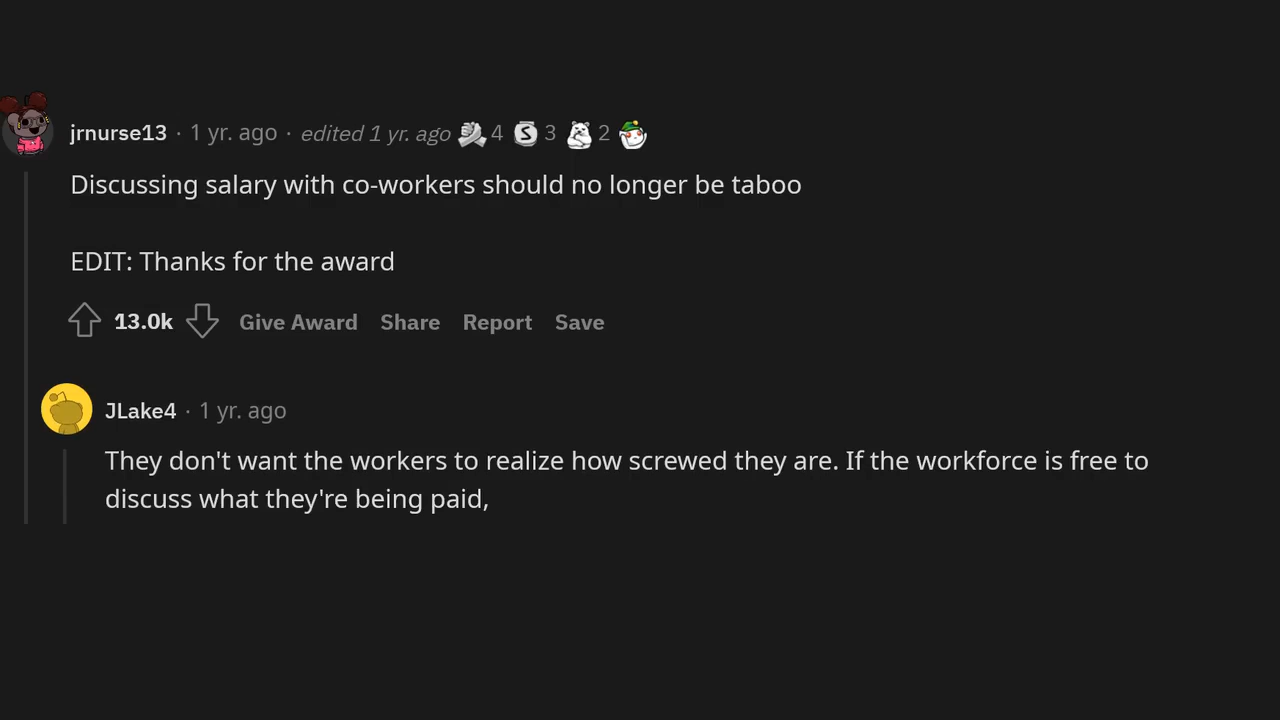 jrnurse13 · 1 yr. ago · edited 1 yr. ago 4 S 3 2
Discussing salary with co-workers should no longer be taboo
EDIT: Thanks for the award
13.0k Give Award Share Report Save
JLake4 · 1 yr. ago
They don't want the workers to realize how screwed they are. If the workforce is free to
discuss what they're being paid,